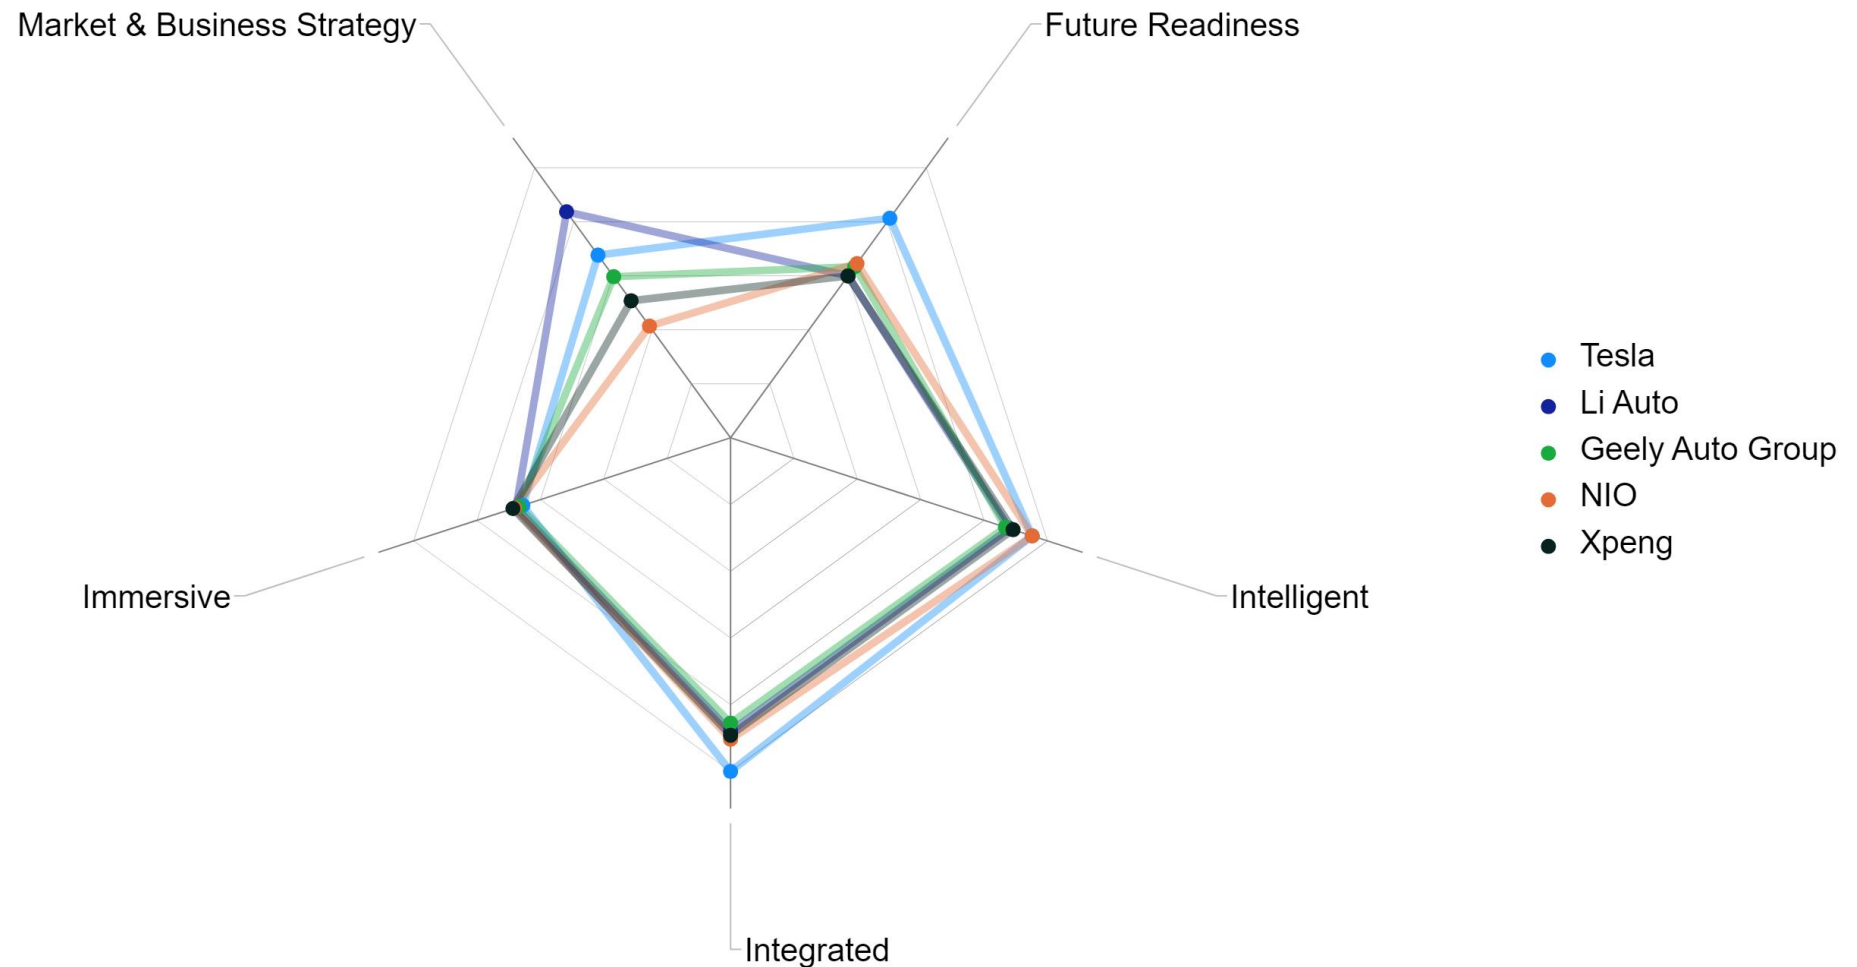 Market & Business Strategy
Future Readiness
Tesla
Li Auto
Geely Auto Group
NIO
Xpeng
Immersive
Intelligent
Integrated